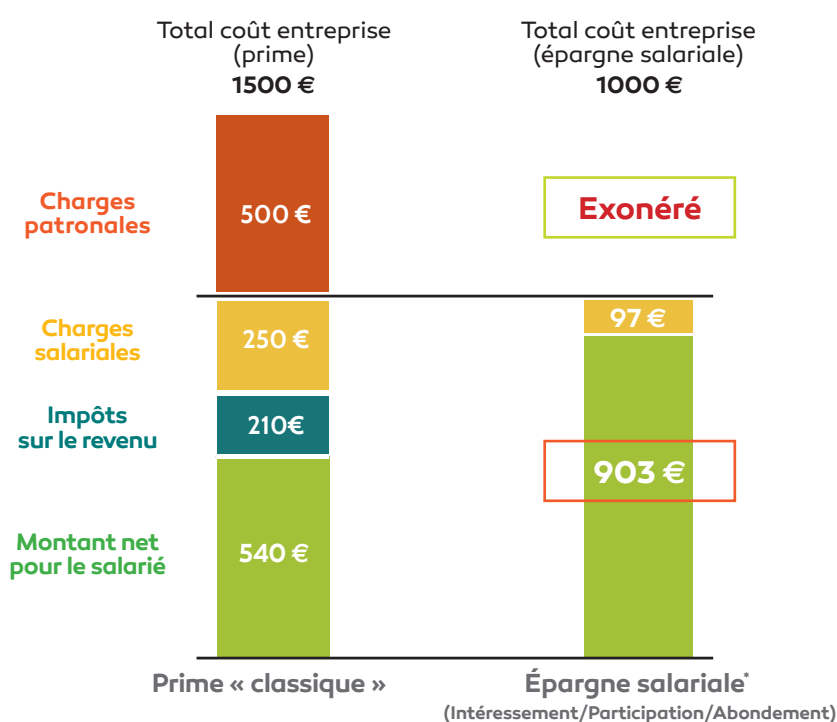 Total coût entreprise
(prime)
1500 €
Total coût entreprise
(épargne salariale)
1000 €
Charges
patronales
500 €
Exonéré
Charges
salariales
250 €
97 €
Impôts
sur le revenu
210€
903 €
Montant net
pour le salarié
540 €
Prime « classique »
Épargne salariale*
(Intéressement/Participation/Abondement)